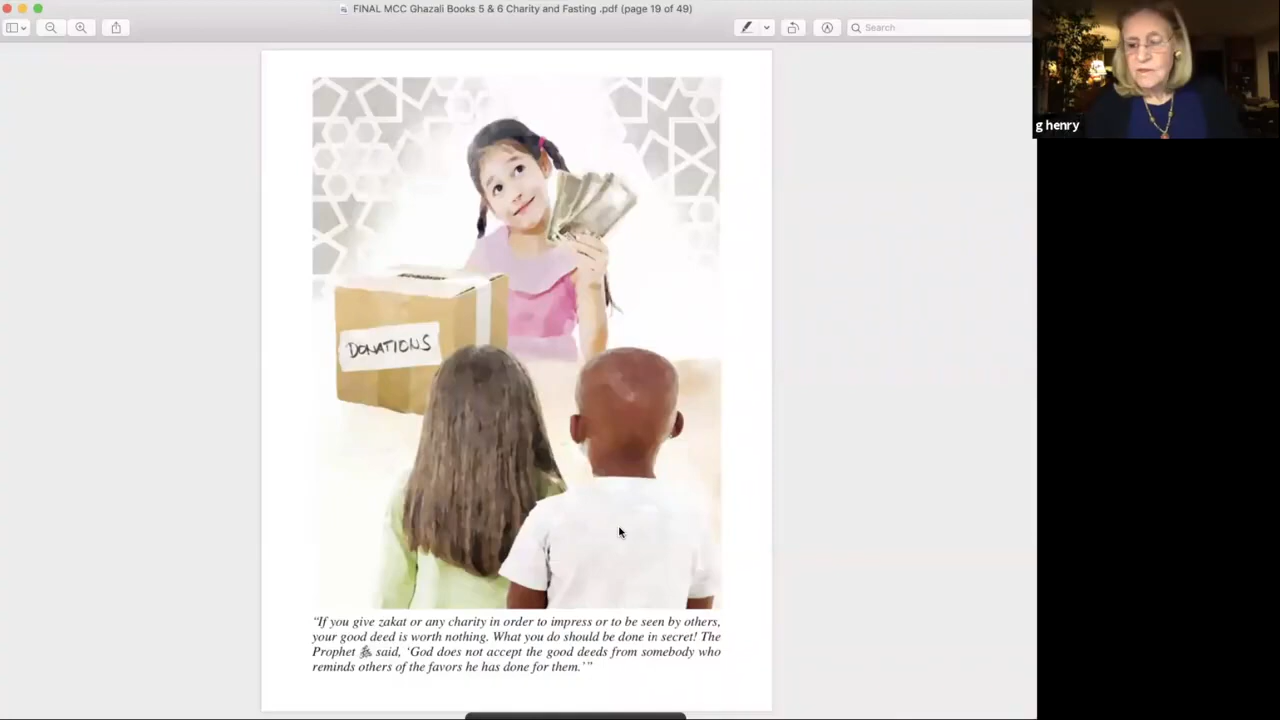 FINAL MCC Ghazali Books 5 & 6 Charity and Fasting .pdf (page 19 of 49)
Search
g henry
DONATIONS
“If you give zakat or any charity in order to impress or to be seen by others,
your good deed is worth nothing. What you do should be done in secret! The
Prophet ﷺ said, ‘God does not accept the good deeds from somebody who
reminds others of the favors he has done for them.’”